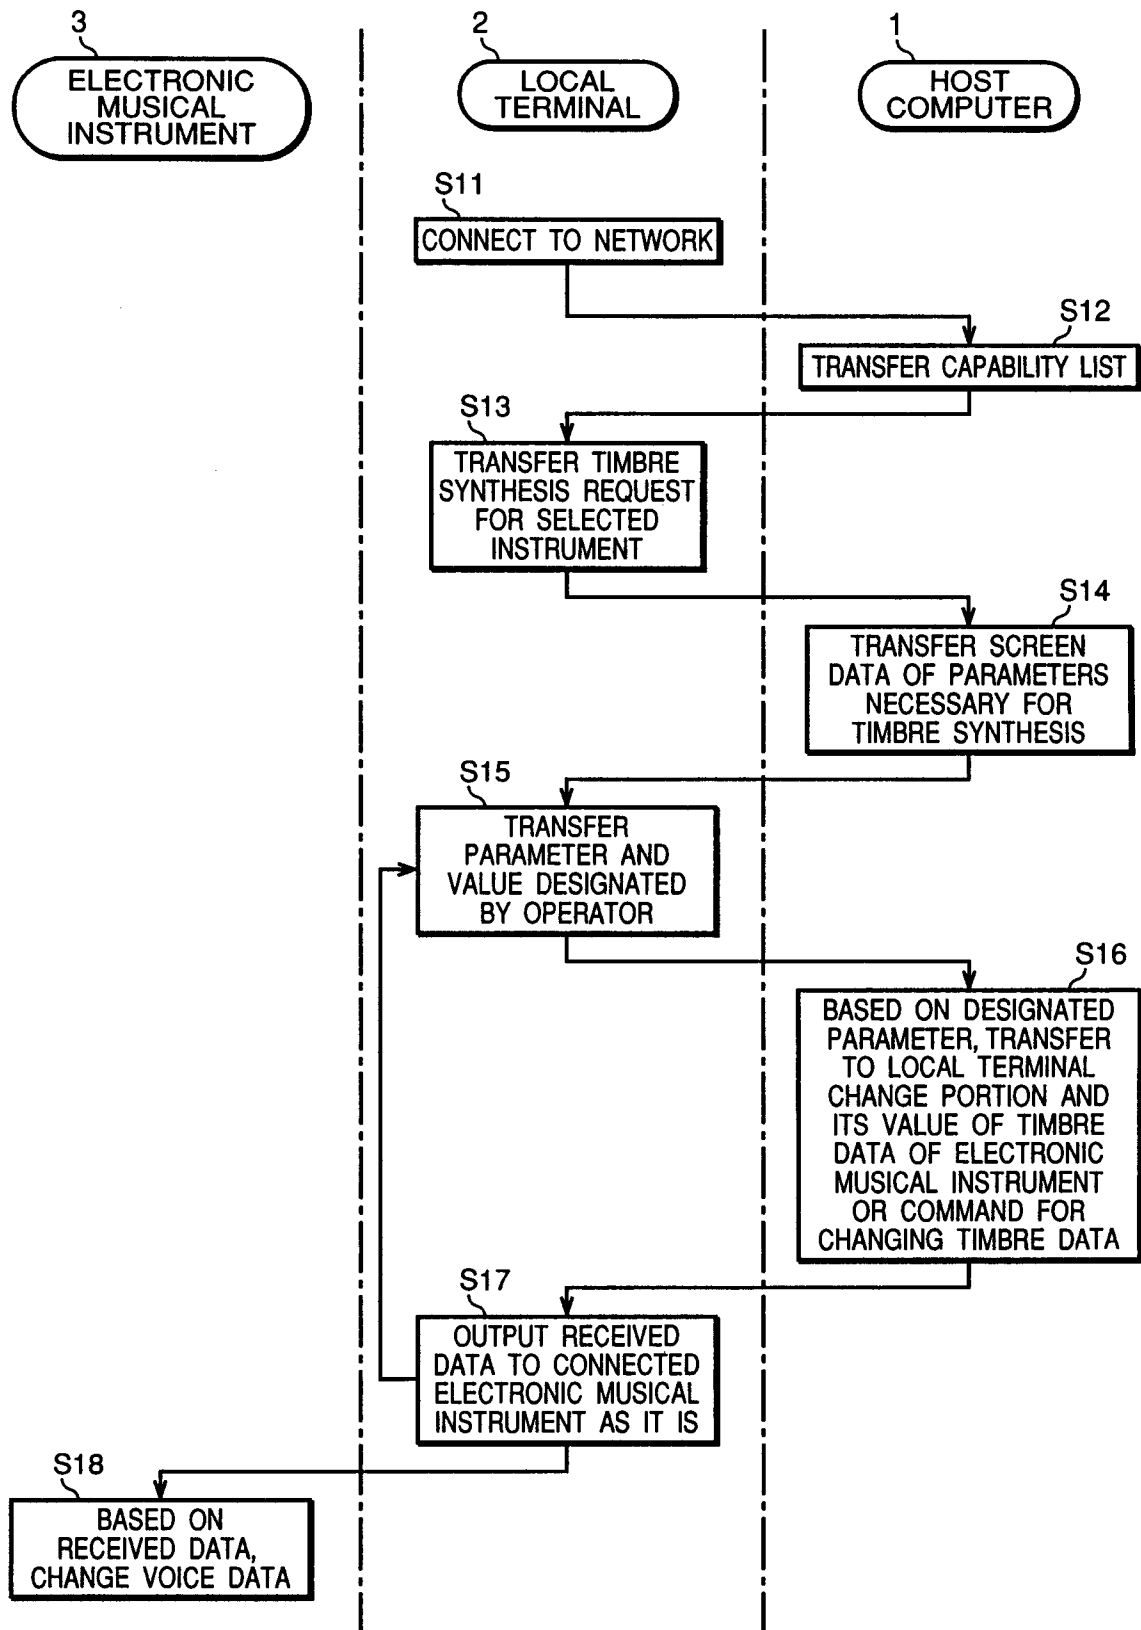 3
ELECTRONIC
MUSICAL
INSTRUMENT
2
LOCAL
TERMINAL
1
HOST
COMPUTER
S11
CONNECT TO NETWORK
S12
TRANSFER CAPABILITY LIST
S13
TRANSFER TIMBRE
SYNTHESIS REQUEST
FOR SELECTED
INSTRUMENT
S14
TRANSFER SCREEN
DATA OF PARAMETERS
NECESSARY FOR
TIMBRE SYNTHESIS
S15
TRANSFER
PARAMETER AND
VALUE DESIGNATED
BY OPERATOR
S16
BASED ON DESIGNATED
PARAMETER, TRANSFER
TO LOCAL TERMINAL
CHANGE PORTION AND
ITS VALUE OF TIMBRE
DATA OF ELECTRONIC
MUSICAL INSTRUMENT
OR COMMAND FOR
CHANGING TIMBRE DATA
S17
OUTPUT RECEIVED
DATA TO CONNECTED
ELECTRONIC MUSICAL
INSTRUMENT AS IT IS
S18
BASED ON
RECEIVED DATA,
CHANGE VOICE DATA